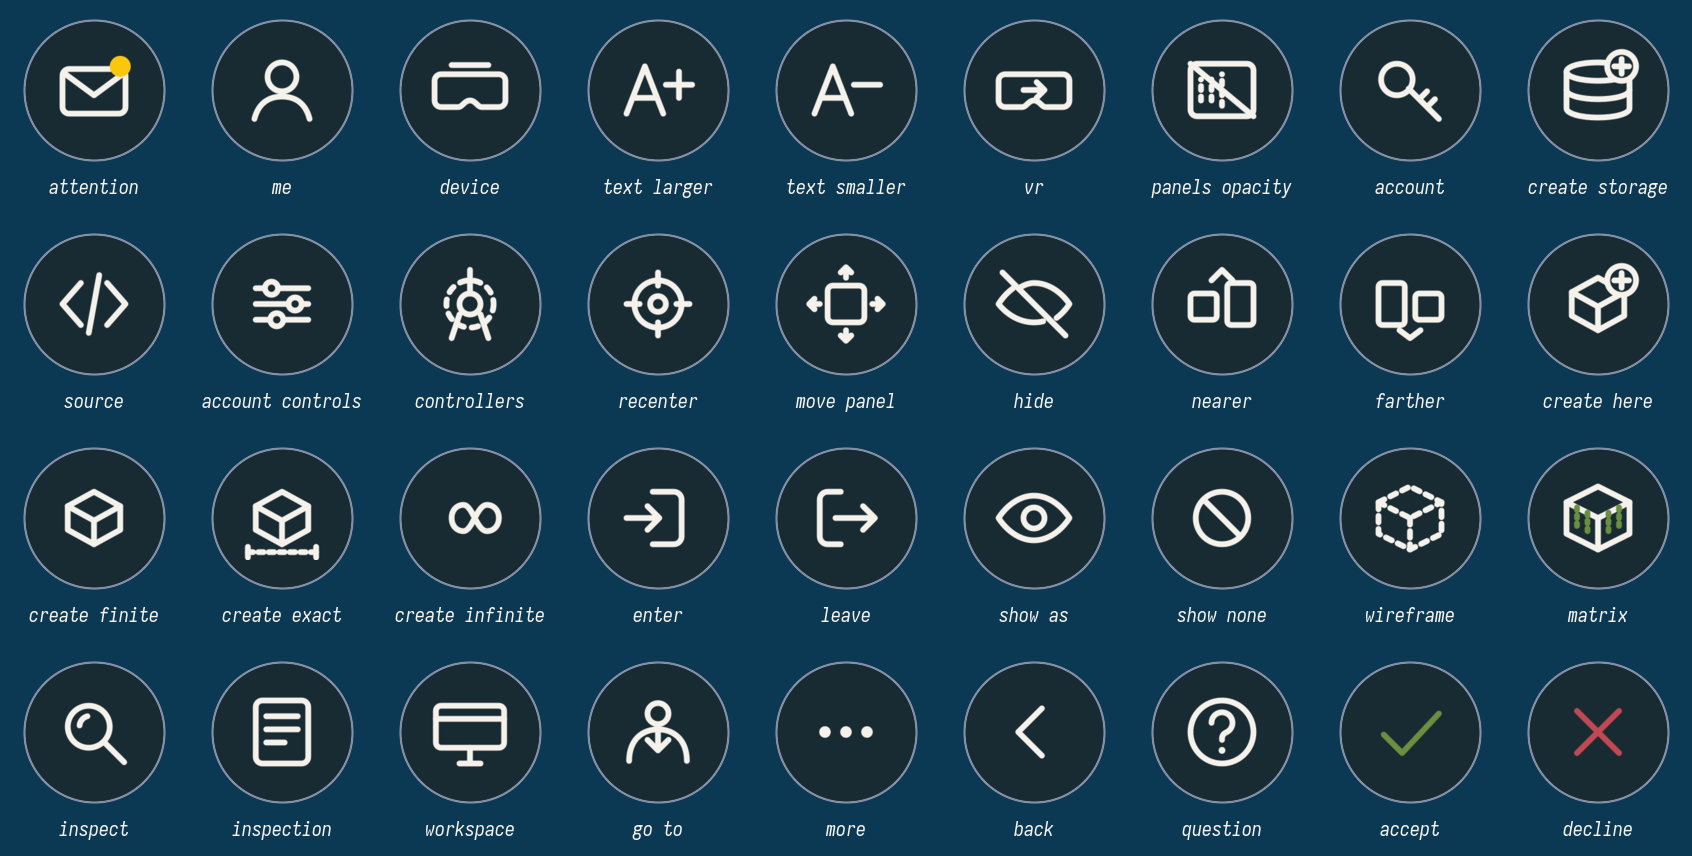 attention me device text larger text smaller vr panels opacity account create storage
source account controls controllers recenter move panel hide nearer farther create here
create finite create exact create infinite enter leave show as show none wireframe matrix
inspect inspection workspace go to more back question accept decline